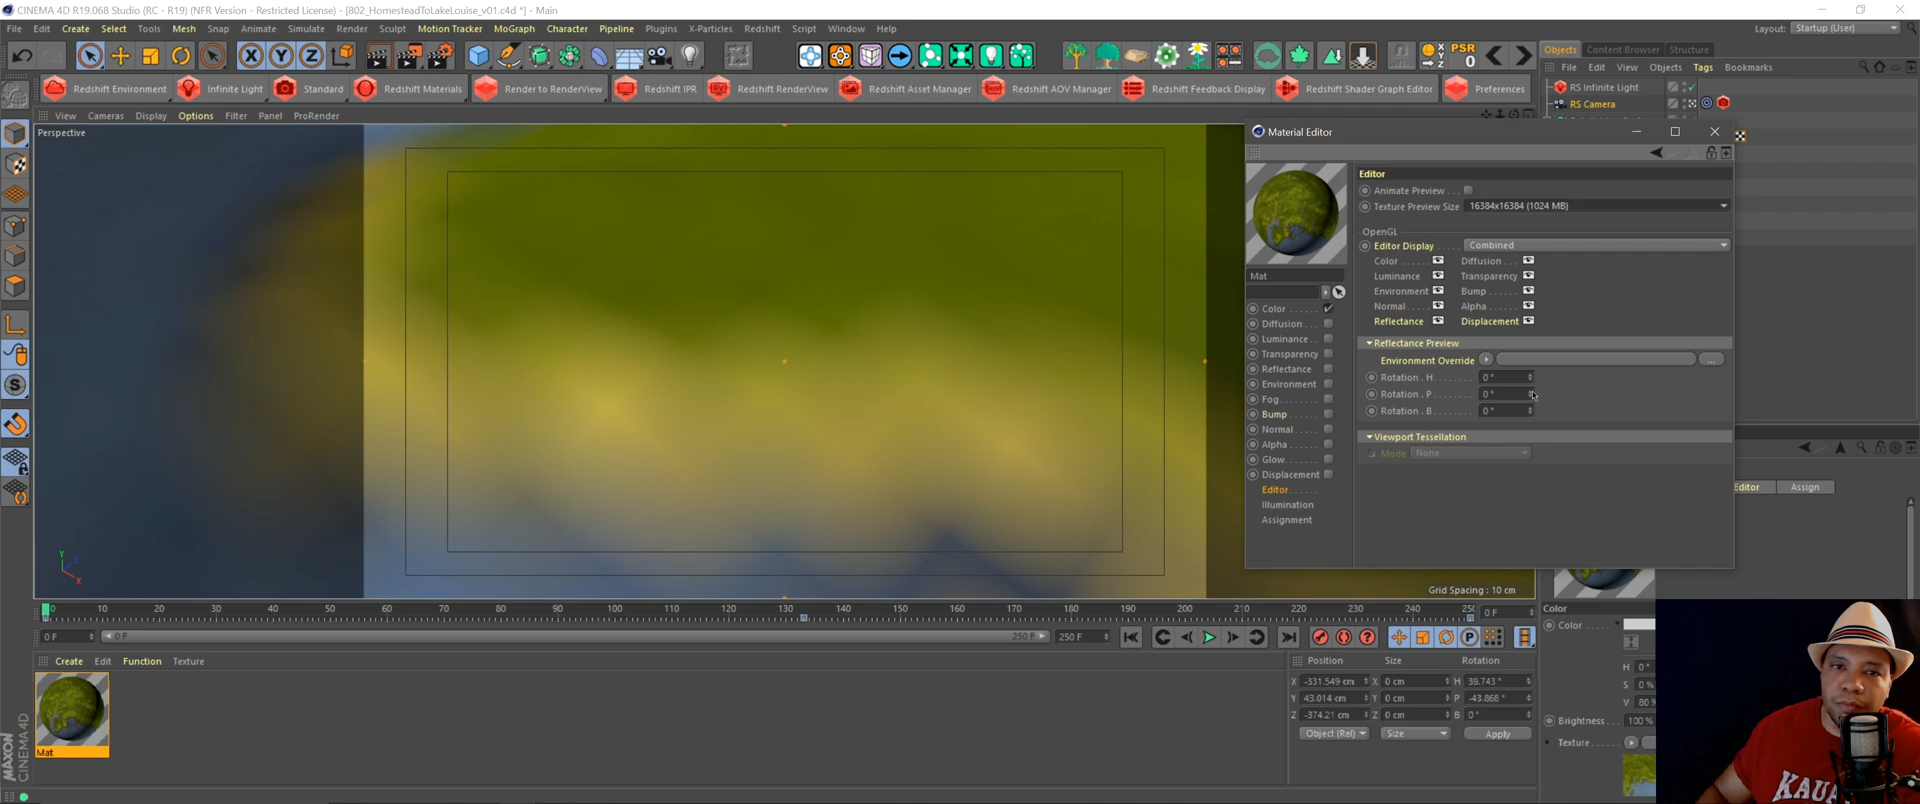 CINEMA 4D R19.068 Studio (RC - R19) (NFR Version - Restricted License) - [802_HomesteadToLakeLouise_v01.c4d *] - Main
File Edit Create Select Tools Mesh Snap Animate Simulate Render Sculpt Motion Tracker MoGraph Character Pipeline Plugins X-Particles Redshift Script Window Help
Layout: Startup (User)
X Y Z
PSR
0
Objects Content Browser Structure
File Edit View Objects Tags Bookmarks
Redshift Environment Infinite Light Standard Redshift Materials Render to RenderView Redshift IPR Redshift RenderView Redshift Asset Manager Redshift AOV Manager Redshift Feedback Display Redshift Shader Graph Editor Preferences
RS Infinite Light
RS Camera
View Cameras Display Options Filter Panel ProRender
Perspective
Material Editor
Editor
Animate Preview . . .
Texture Preview Size 16384x16384 (1024 MB)
OpenGL
Editor Display . . . . . Combined
Color . . . . . . Diffusion . . .
Luminance Transparency
Environment Bump . . . . . .
Normal . . . . Alpha . . . . . .
Reflectance Displacement
Reflectance Preview
Environment Override ...
Rotation . H . . . . . . . 0 °
Rotation . P . . . . . . . 0 °
Rotation . B . . . . . . . 0 °
Viewport Tessellation
Mode None
Mat
Color . . . . . .
Diffusion . . .
Luminance . .
Transparency
Reflectance
Environment
Fog . . . . . . .
Bump . . . . .
Normal . . . .
Alpha . . . . .
Glow . . . . . .
Displacement
Editor . . . . . .
Illumination
Assignment
Editor Assign
Y
Z
X
Grid Spacing : 10 cm
0 10 20 30 40 50 60 70 80 90 100 110 120 130 140 150 160 170 180 190 200 210 220 230 240 250 0 F
0 F 0 F 250 F 250 F
Create Edit Function Texture
Mat
MAXON
CINEMA 4D
Position Size Rotation
X -331.549 cm X 0 cm H 39.743 °
Y 43.014 cm Y 0 cm P -43.868 °
Z -374.21 cm Z 0 cm B 0 °
Object (Rel) Size Apply
Color
Color . . . . .
H 0 °
S 0 %
V 80 %
Brightness . . . 100 %
Texture . . . . .
KAUA